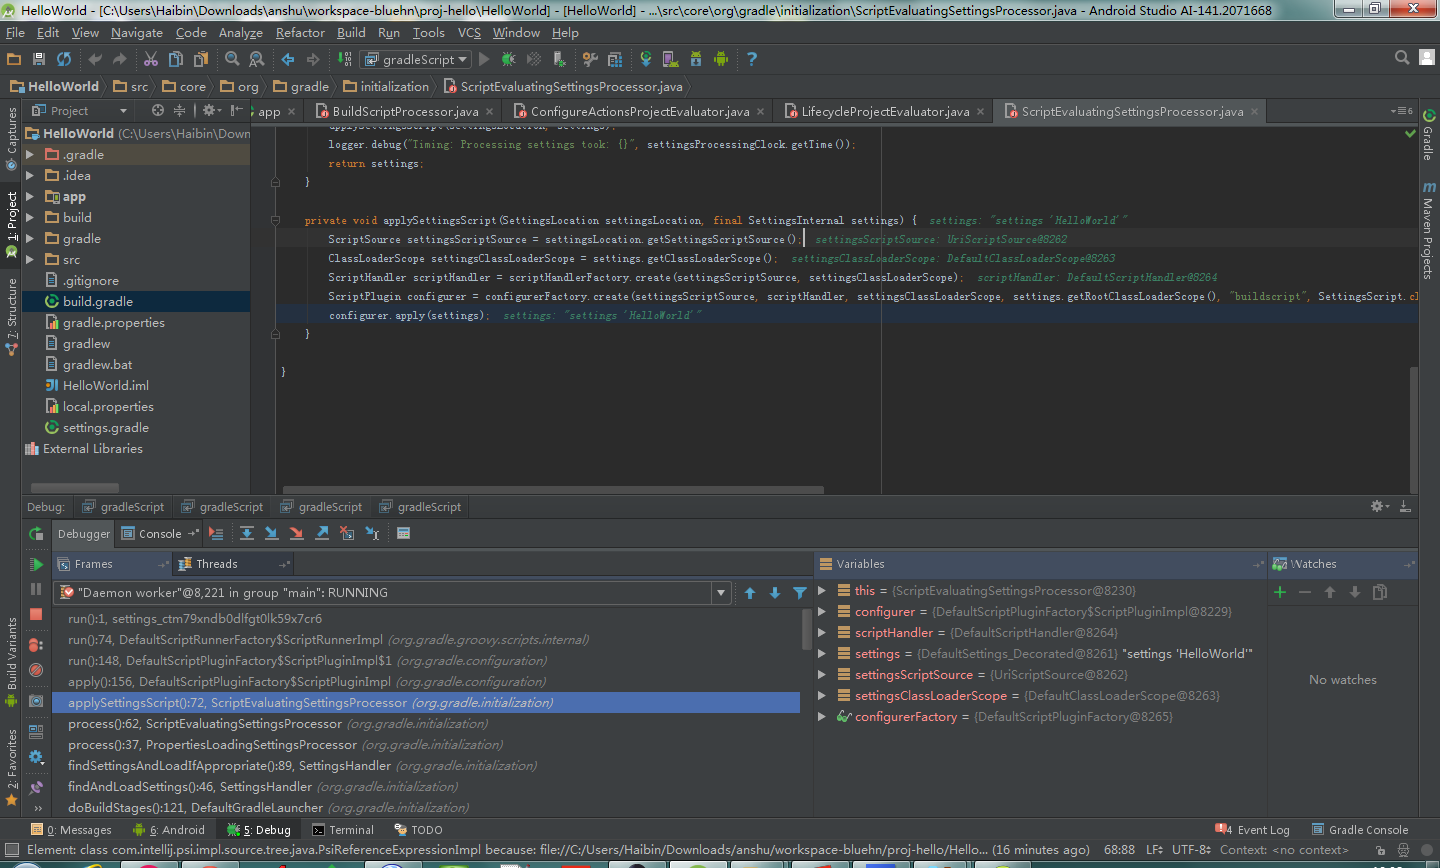 HelloWorld - [C:\Users\Haibin\Downloads\anshu\workspace-bluehn\proj-hello\HelloWorld] - [HelloWorld] - ...\src\core\org\gradle\initialization\ScriptEvaluatingSettingsProcessor.java - Android Studio AI-141.2071668
File Edit View Navigate Code Analyze Refactor Build Run Tools VCS Window Help
gradleScript
HelloWorld src core org gradle initialization ScriptEvaluatingSettingsProcessor.java
Project
app BuildScriptProcessor.java ConfigureActionsProjectEvaluator.java LifecycleProjectEvaluator.java ScriptEvaluatingSettingsProcessor.java 6
Captures
1: Project
7: Structure
Build Variants
2: Favorites
HelloWorld (C:\Users\Haibin\Down
.gradle
.idea
app
build
gradle
src
.gitignore
build.gradle
gradle.properties
gradlew
gradlew.bat
HelloWorld.iml
local.properties
settings.gradle
External Libraries
applySettingsScript(settingsLocation, settings);
logger.debug("Timing: Processing settings took: {}", settingsProcessingClock.getTime());
return settings;
}
private void applySettingsScript(SettingsLocation settingsLocation, final SettingsInternal settings) { settings: "settings 'HelloWorld'"
ScriptSource settingsScriptSource = settingsLocation.getSettingsScriptSource(); settingsScriptSource: UriScriptSource@8262
ClassLoaderScope settingsClassLoaderScope = settings.getClassLoaderScope(); settingsClassLoaderScope: DefaultClassLoaderScope@8263
ScriptHandler scriptHandler = scriptHandlerFactory.create(settingsScriptSource, settingsClassLoaderScope); scriptHandler: DefaultScriptHandler@8264
ScriptPlugin configurer = configurerFactory.create(settingsScriptSource, scriptHandler, settingsClassLoaderScope, settings.getRootClassLoaderScope(), "buildscript", SettingsScript.cl
configurer.apply(settings); settings: "settings 'HelloWorld'"
}
}
Gradle
Maven Projects
Debug: gradleScript gradleScript gradleScript gradleScript
Debugger Console
Frames Threads
"Daemon worker"@8,221 in group "main": RUNNING
run():1, settings_ctm79xndb0dlfgt0lk59x7cr6
run():74, DefaultScriptRunnerFactory$ScriptRunnerImpl (org.gradle.groovy.scripts.internal)
run():148, DefaultScriptPluginFactory$ScriptPluginImpl$1 (org.gradle.configuration)
apply():156, DefaultScriptPluginFactory$ScriptPluginImpl (org.gradle.configuration)
applySettingsScript():72, ScriptEvaluatingSettingsProcessor (org.gradle.initialization)
process():62, ScriptEvaluatingSettingsProcessor (org.gradle.initialization)
process():37, PropertiesLoadingSettingsProcessor (org.gradle.initialization)
findSettingsAndLoadIfAppropriate():89, SettingsHandler (org.gradle.initialization)
findAndLoadSettings():46, SettingsHandler (org.gradle.initialization)
doBuildStages():121, DefaultGradleLauncher (org.gradle.initialization)
Variables
this = {ScriptEvaluatingSettingsProcessor@8230}
configurer = {DefaultScriptPluginFactory$ScriptPluginImpl@8229}
scriptHandler = {DefaultScriptHandler@8264}
settings = {DefaultSettings_Decorated@8261} "settings 'HelloWorld'"
settingsScriptSource = {UriScriptSource@8262}
settingsClassLoaderScope = {DefaultClassLoaderScope@8263}
configurerFactory = {DefaultScriptPluginFactory@8265}
Watches
No watches
0: Messages 6: Android 5: Debug Terminal TODO 4 Event Log Gradle Console
Element: class com.intellij.psi.impl.source.tree.java.PsiReferenceExpressionImpl because: file://C:/Users/Haibin/Downloads/anshu/workspace-bluehn/proj-hello/Hello... (16 minutes ago) 68:88 LF UTF-8 Context: <no context>